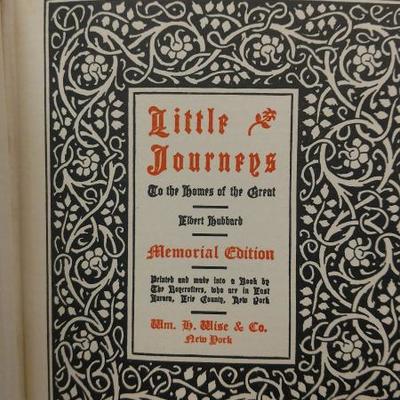 Little
Journeys
To the Homes of the Great
Elbert Hubbard
Memorial Edition
Printed and made into a Book by
The Roycrofters, who are in East
Aurora, Erie County, New York
Wm. H. Wise & Co.
New York